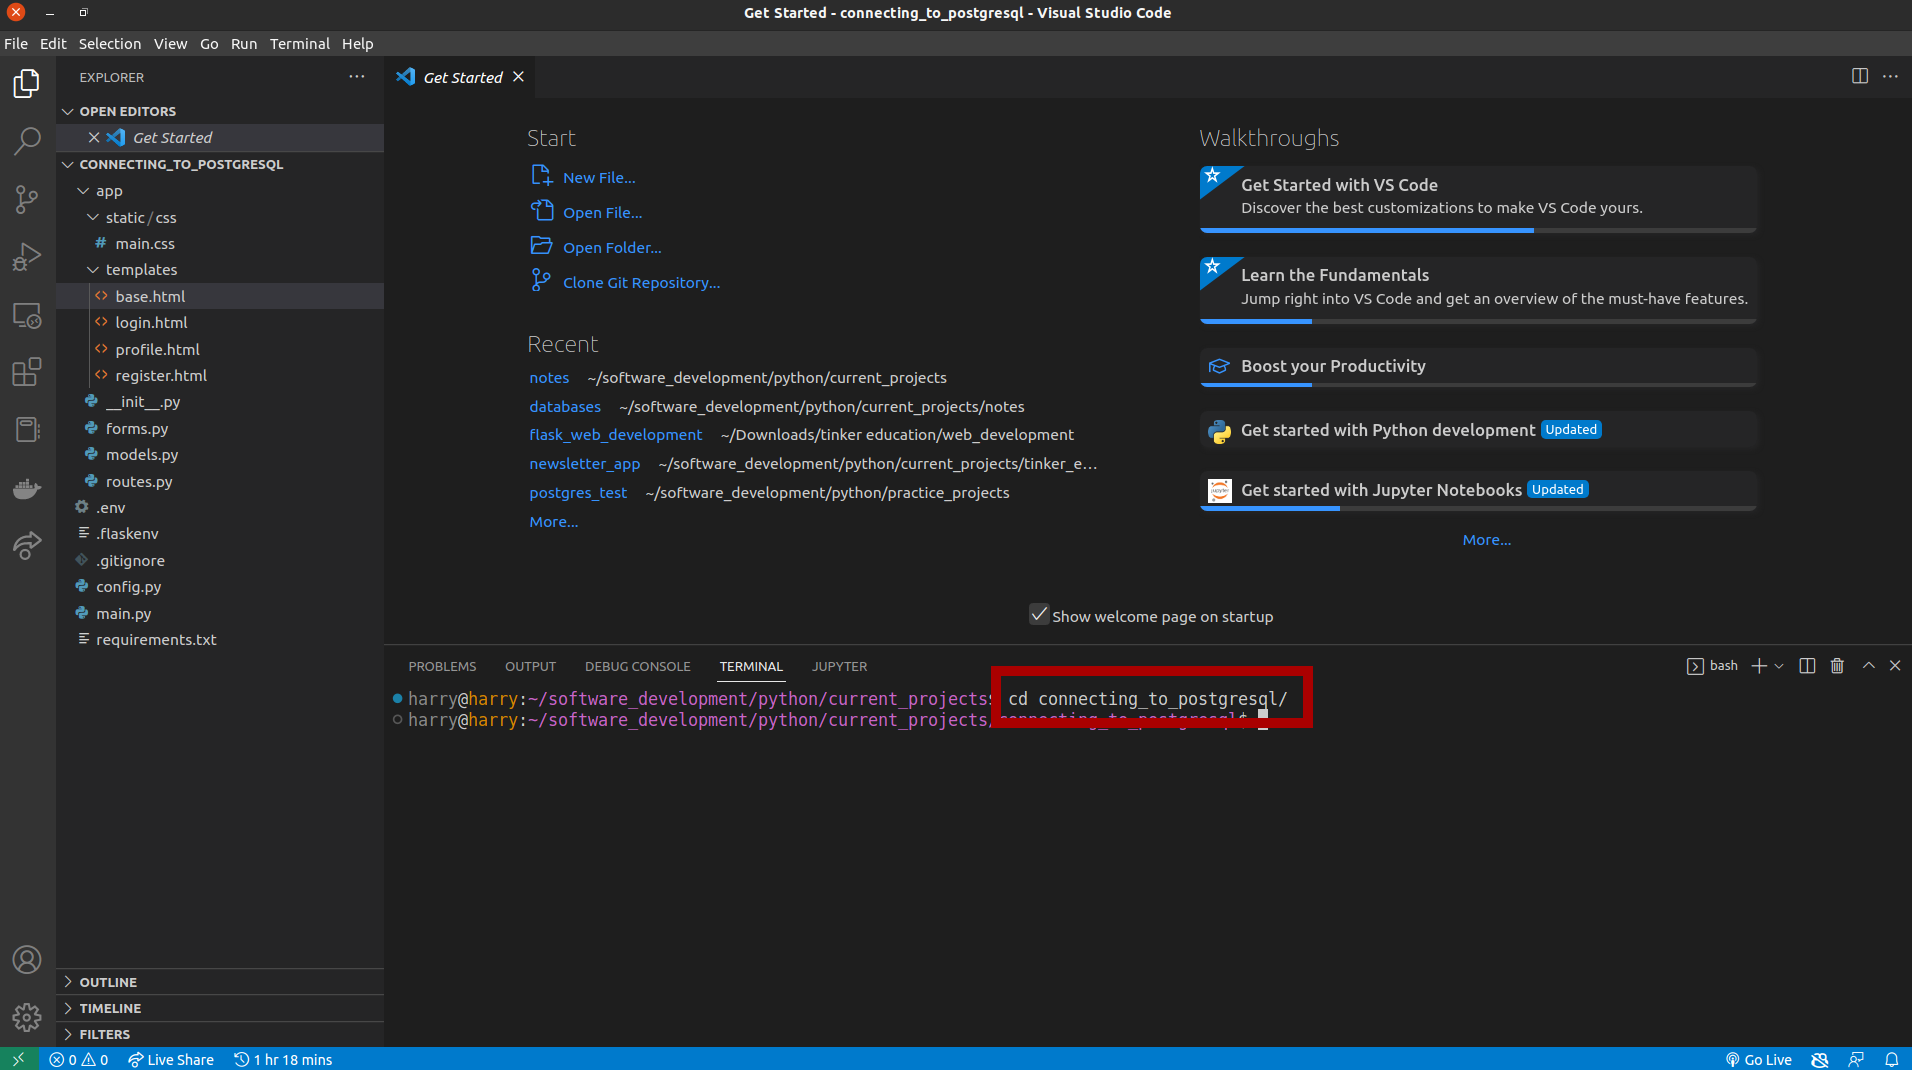 Get Started - connecting_to_postgresql - Visual Studio Code
File Edit Selection View Go Run Terminal Help
EXPLORER
OPEN EDITORS
Get Started
CONNECTING_TO_POSTGRESQL
app
static/css
# main.css
templates
<> base.html
<> login.html
<> profile.html
<> register.html
__init__.py
forms.py
models.py
routes.py
.env
.flaskenv
.gitignore
config.py
main.py
requirements.txt
OUTLINE
TIMELINE
FILTERS
Get Started
Start
New File...
Open File...
Open Folder...
Clone Git Repository...
Recent
notes ~/software_development/python/current_projects
databases ~/software_development/python/current_projects/notes
flask_web_development ~/Downloads/tinker education/web_development
newsletter_app ~/software_development/python/current_projects/tinker_e...
postgres_test ~/software_development/python/practice_projects
More...
Walkthroughs
Get Started with VS Code
Discover the best customizations to make VS Code yours.
Learn the Fundamentals
Jump right into VS Code and get an overview of the must-have features.
Boost your Productivity
Get started with Python development Updated
Get started with Jupyter Notebooks Updated
More...
Show welcome page on startup
PROBLEMS OUTPUT DEBUG CONSOLE TERMINAL JUPYTER
bash
harry@harry:~/software_development/python/current_projects$ cd connecting_to_postgresql/
harry@harry:~/software_development/python/current_projects/connecting_to_postgresql$
0 0 Live Share 1 hr 18 mins
Go Live